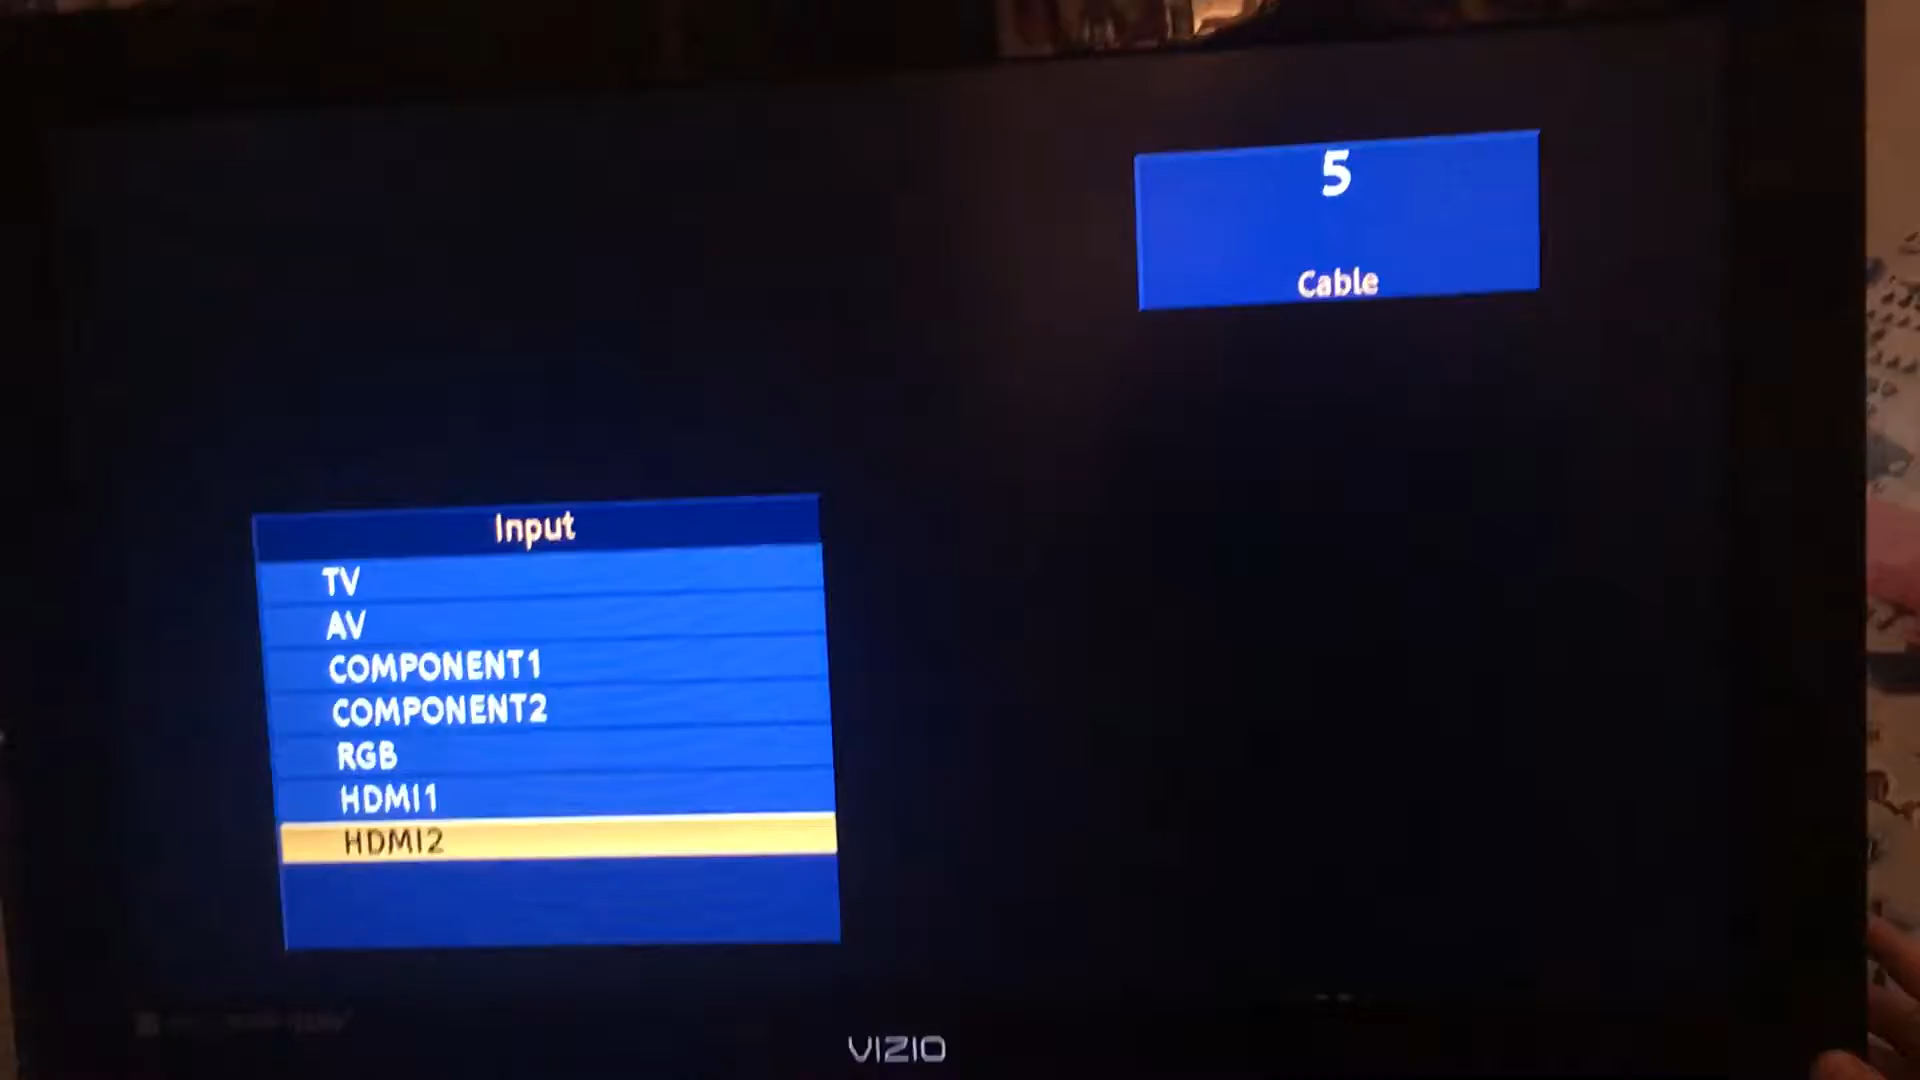 5
Cable
Input
TV
AV
COMPONENT1
COMPONENT2
RGB
HDMI1
HDMI2
VIZIO